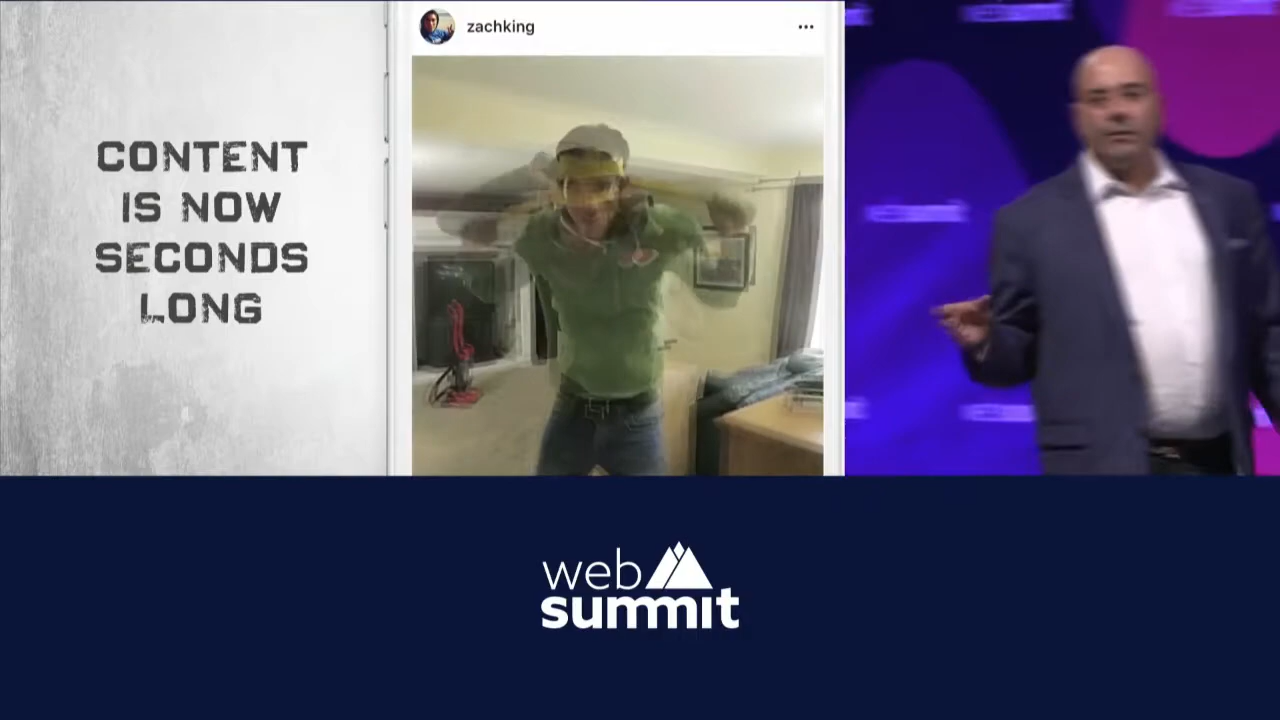 CONTENT
IS NOW
SECONDS
LONG
zachking
web
summit